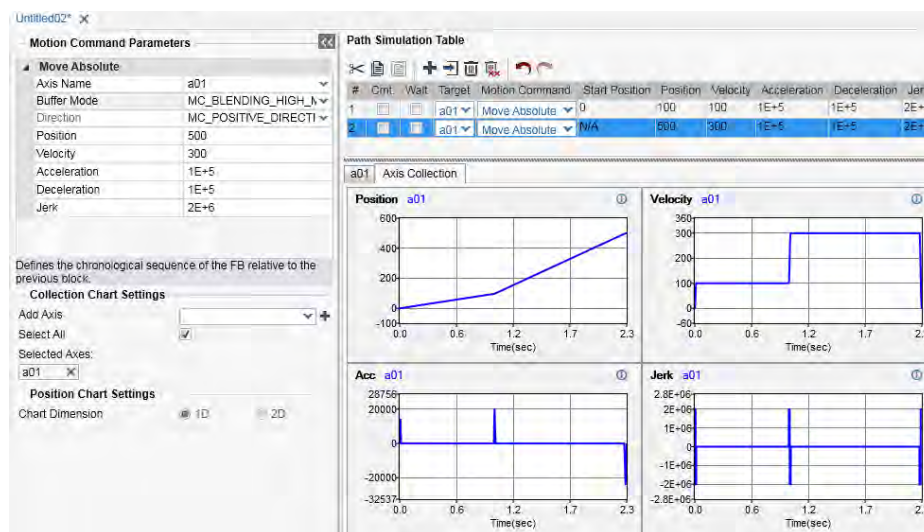 Untitled02*
Motion Command Parameters
Move Absolute
Axis Name a01
Buffer Mode MC_BLENDING_HIGH_
Direction MC_POSITIVE_DIRECTI
Position 500
Velocity 300
Acceleration 1E+5
Deceleration 1E+5
Jerk 2E+6
Defines the chronological sequence of the FB relative to the
previous block.
Collection Chart Settings
Add Axis
Select All
Selected Axes:
a01
Position Chart Settings
Chart Dimension 1D 2D
Path Simulation Table
# Cmt. Wait Target Motion Command Start Position Position Velocity Acceleration Deceleration Jer
1 a01 Move Absolute 0 100 100 1E+5 1E+5 2E+
2 a01 Move Absolute N/A 500 300 1E+5 1E+5 2E+
a01 Axis Collection
Position a01
600
400
200
0
-100
0.0 0.6 1.2 1.7 2.3
Time(sec)
Velocity a01
360
300
200
100
0
-60
0.0 0.6 1.2 1.7 2.3
Time(sec)
Acc a01
28756
20000
0
-20000
-32537
0.0 0.6 1.2 1.7 2.3
Time(sec)
Jerk a01
2.8E+06
2E+06
1E+06
0
-1E+06
-2E+06
-2.8E+06
0.0 0.6 1.2 1.7 2.3
Time(sec)